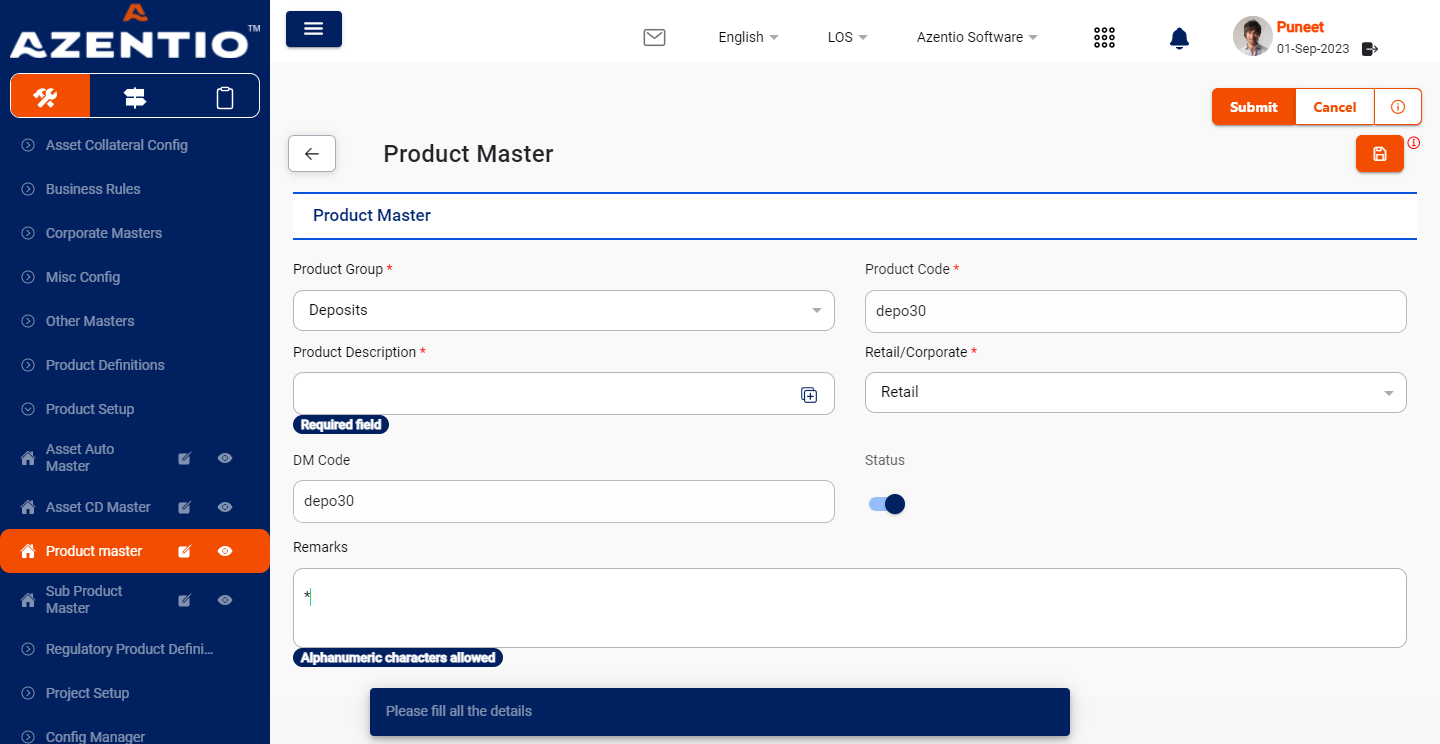 AZENTIO™
English
LOS
Azentio Software
Puneet
01-Sep-2023
Submit
Cancel
Product Master
Product Master
Product Group *
Product Code *
Deposits
depo30
Product Description *
Retail/Corporate *
Retail
Required field
DM Code
Status
depo30
Remarks
*
Alphanumeric characters allowed
Please fill all the details
Asset Collateral Config
Business Rules
Corporate Masters
Misc Config
Other Masters
Product Definitions
Product Setup
Asset Auto
Master
Asset CD Master
Product master
Sub Product
Master
Regulatory Product Defini...
Project Setup
Config Manager